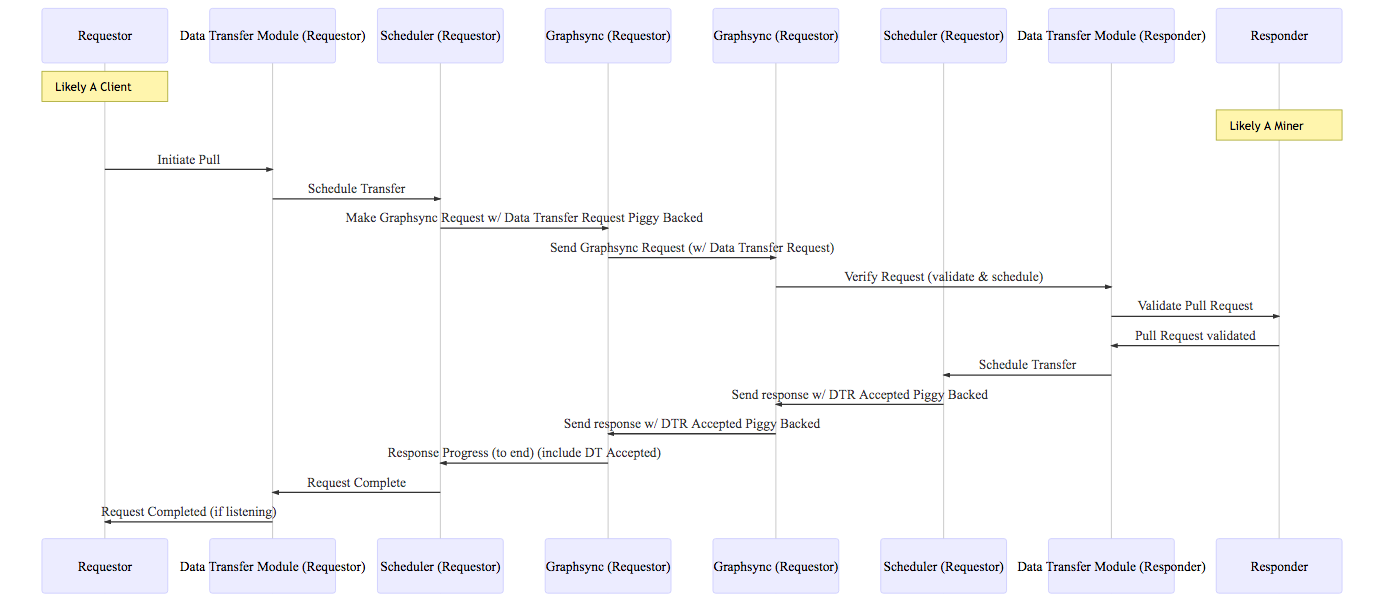 Requestor
Data Transfer Module (Requestor)
Scheduler (Requestor)
Graphsync (Requestor)
Graphsync (Requestor)
Scheduler (Requestor)
Data Transfer Module (Responder)
Responder
Likely A Client
Likely A Miner
Initiate Pull
Schedule Transfer
Make Graphsync Request w/ Data Transfer Request Piggy Backed
Send Graphsync Request (w/ Data Transfer Request)
Verify Request (validate & schedule)
Validate Pull Request
Pull Request validated
Schedule Transfer
Send response w/ DTR Accepted Piggy Backed
Send response w/ DTR Accepted Piggy Backed
Response Progress (to end) (include DT Accepted)
Request Complete
Request Completed (if listening)
Requestor
Data Transfer Module (Requestor)
Scheduler (Requestor)
Graphsync (Requestor)
Graphsync (Requestor)
Scheduler (Requestor)
Data Transfer Module (Responder)
Responder